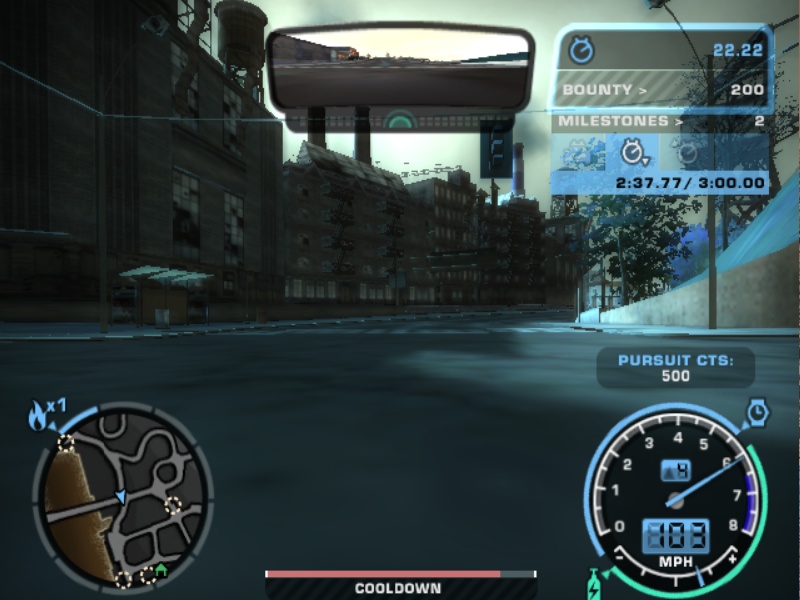 22.22
BOUNTY > 200
MILESTONES > 2
2:37.77/ 3:00.00
PURSUIT CTS:
500
x1
0 1 2 3 4 5 6 7 8
4
103
MPH
- +
COOLDOWN